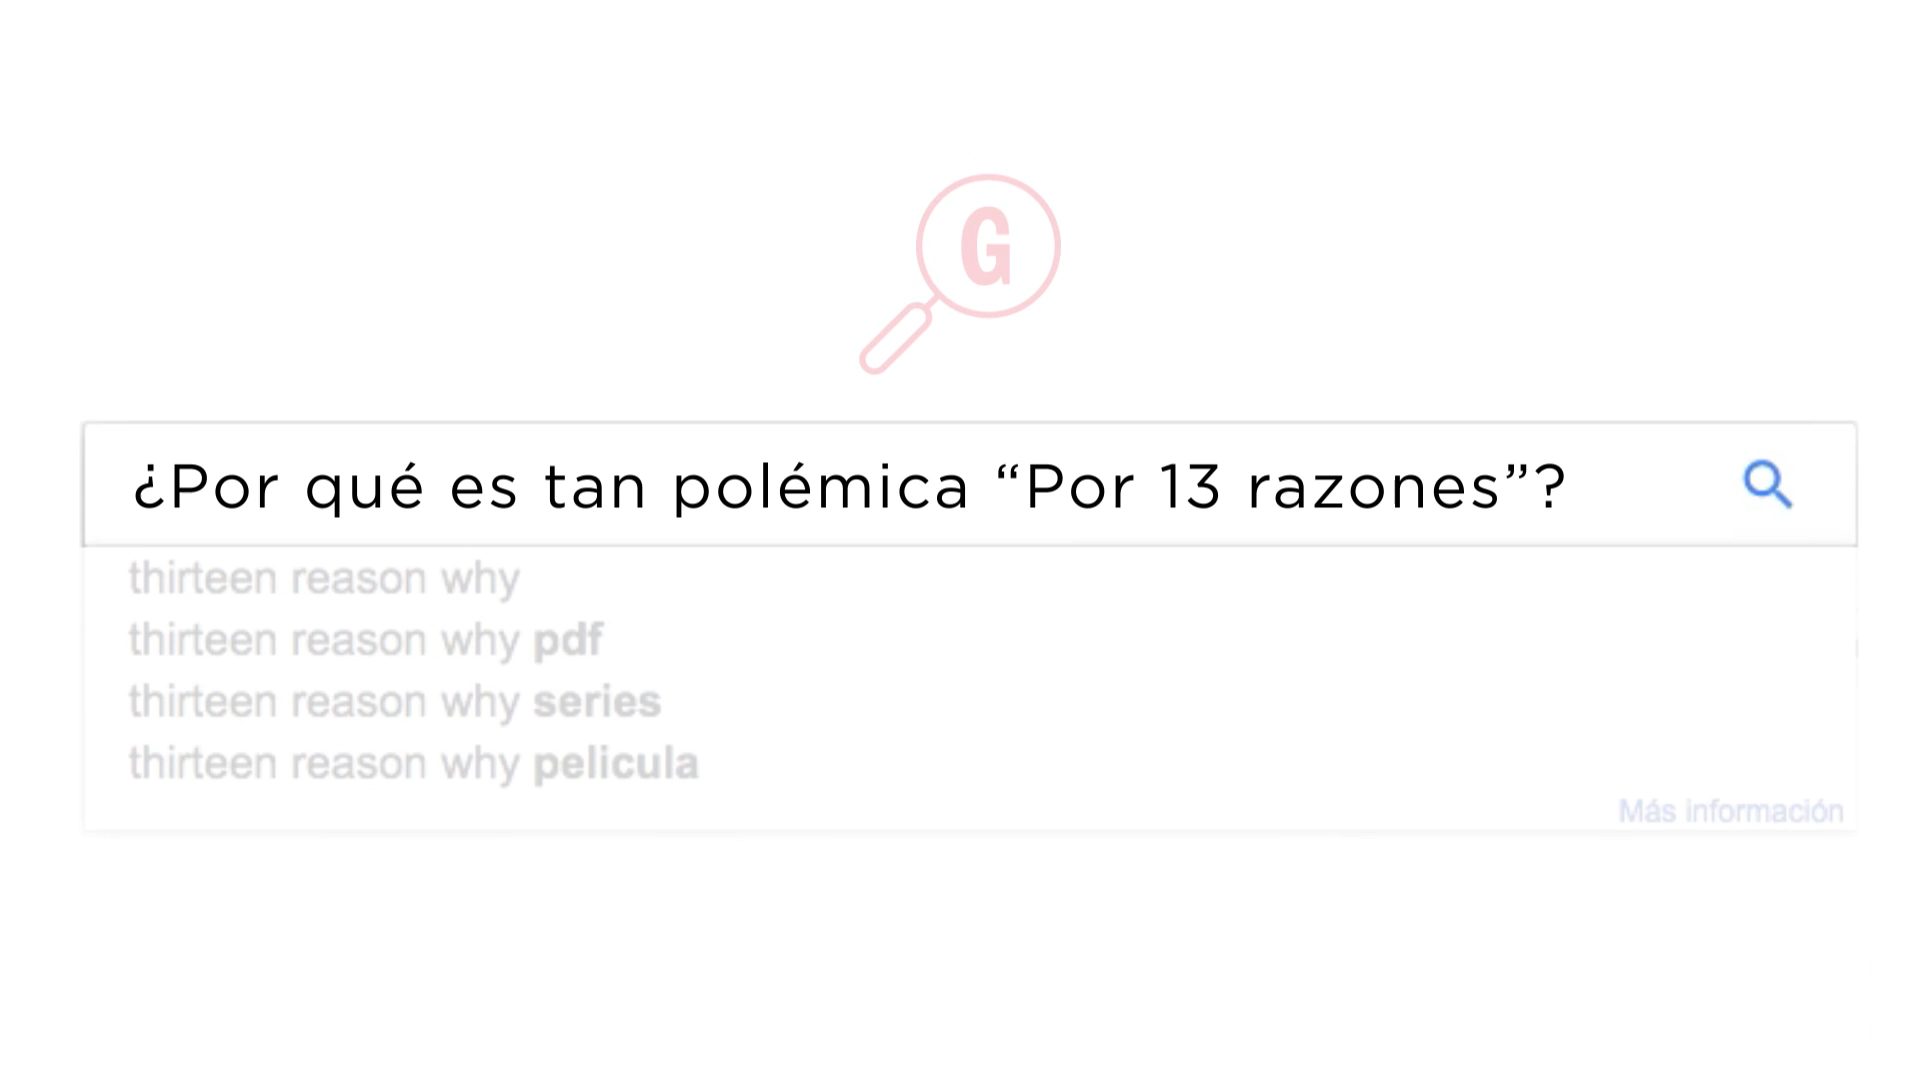 G
¿Por qué es tan polémica “Por 13 razones”?
thirteen reason why
thirteen reason why pdf
thirteen reason why series
thirteen reason why pelicula
Más información